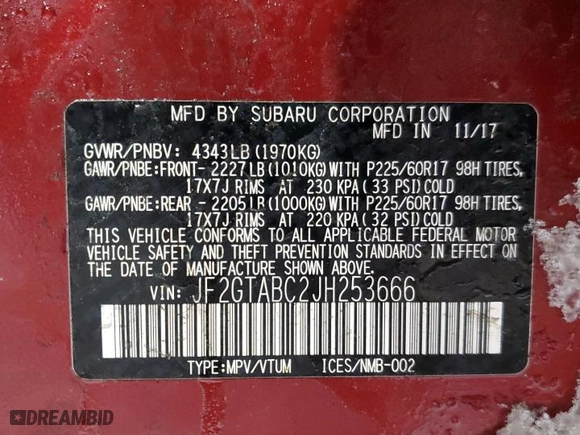 MFD BY SUBARU CORPORATION
MFD IN 11/17
GVWR/PNBV: 4343LB (1970KG)
GAWR/PNBE:FRONT- 2227LB(1010KG)WITH P225/60R17 98H TIRES,
17X7J RIMS AT 230 KPA (33 PSI)COLD
GAWR/PNBE:REAR - 2205LB(1000KG)WITH P225/60R17 98H TIRES,
17X7J RIMS AT 220 KPA (32 PSI)COLD
THIS VEHICLE CONFORMS TO ALL APPLICABLE FEDERAL MOTOR
VEHICLE SAFETY AND THEFT PREVENTION STANDARDS IN EFFECT ON
THE DATE OF MANUFACTURE SHOWN ABOVE.
VIN: JF2GTABC2JH253666
TYPE:MPV/VTUM ICES/NMB-002
DREAMBID